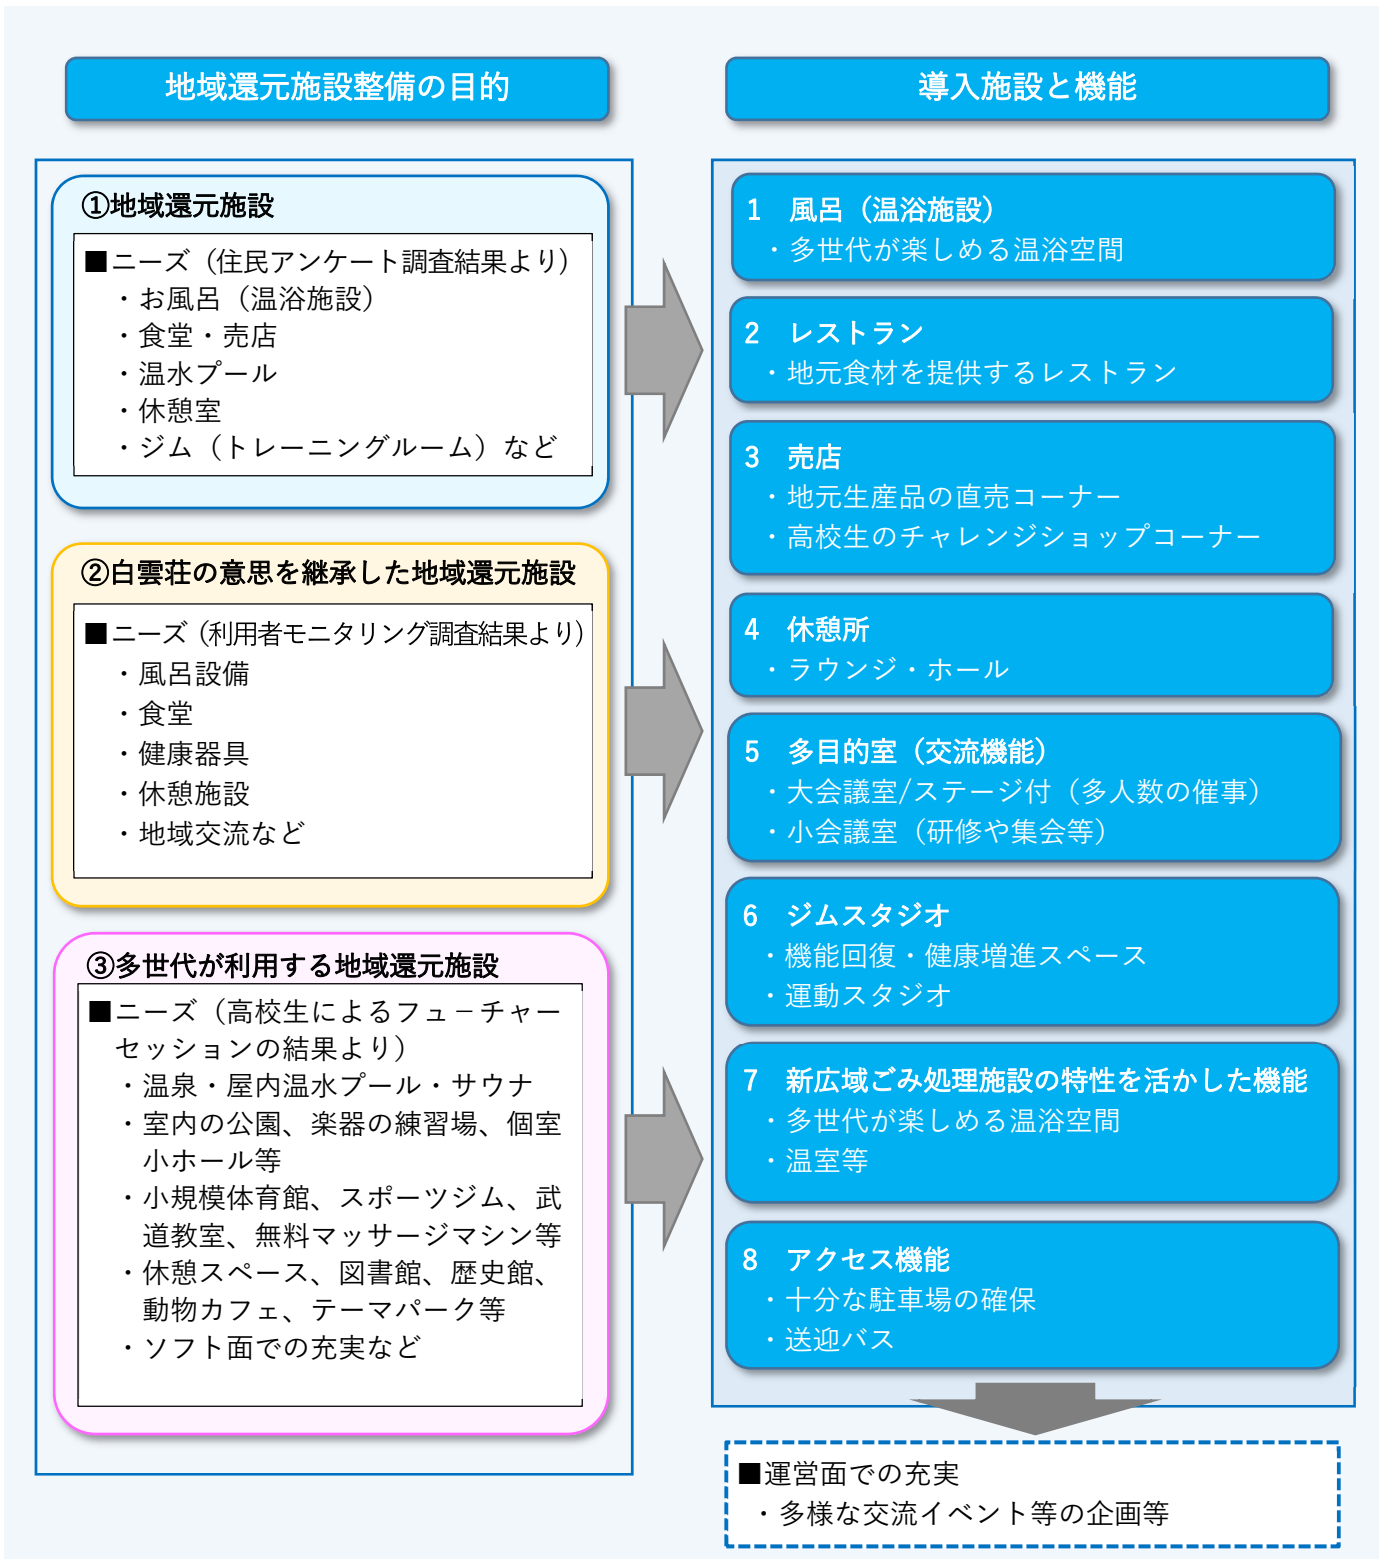 地域還元施設整備の目的
①地域還元施設
■ニーズ（住民アンケート調査結果より）
・お風呂（温浴施設）
・食堂・売店
・温水プール
・休憩室
・ジム（トレーニングルーム）など
②白雲荘の意思を継承した地域還元施設
■ニーズ（利用者モニタリング調査結果より）
・風呂設備
・食堂
・健康器具
・休憩施設
・地域交流など
③多世代が利用する地域還元施設
■ニーズ（高校生によるフュ－チャー
セッションの結果より）
・温泉・屋内温水プール・サウナ
・室内の公園、楽器の練習場、個室
小ホール等
・小規模体育館、スポーツジム、武
道教室、無料マッサージマシン等
・休憩スペース、図書館、歴史館、
動物カフェ、テーマパーク等
・ソフト面での充実など
導入施設と機能
1　風呂（温浴施設）
・多世代が楽しめる温浴空間
2　レストラン
・地元食材を提供するレストラン
3　売店
・地元生産品の直売コーナー
・高校生のチャレンジショップコーナー
4　休憩所
・ラウンジ・ホール
5　多目的室（交流機能）
・大会議室/ステージ付（多人数の催事）
・小会議室（研修や集会等）
6　ジムスタジオ
・機能回復・健康増進スペース
・運動スタジオ
7　新広域ごみ処理施設の特性を活かした機能
・多世代が楽しめる温浴空間
・温室等
8　アクセス機能
・十分な駐車場の確保
・送迎バス
■運営面での充実
・多様な交流イベント等の企画等